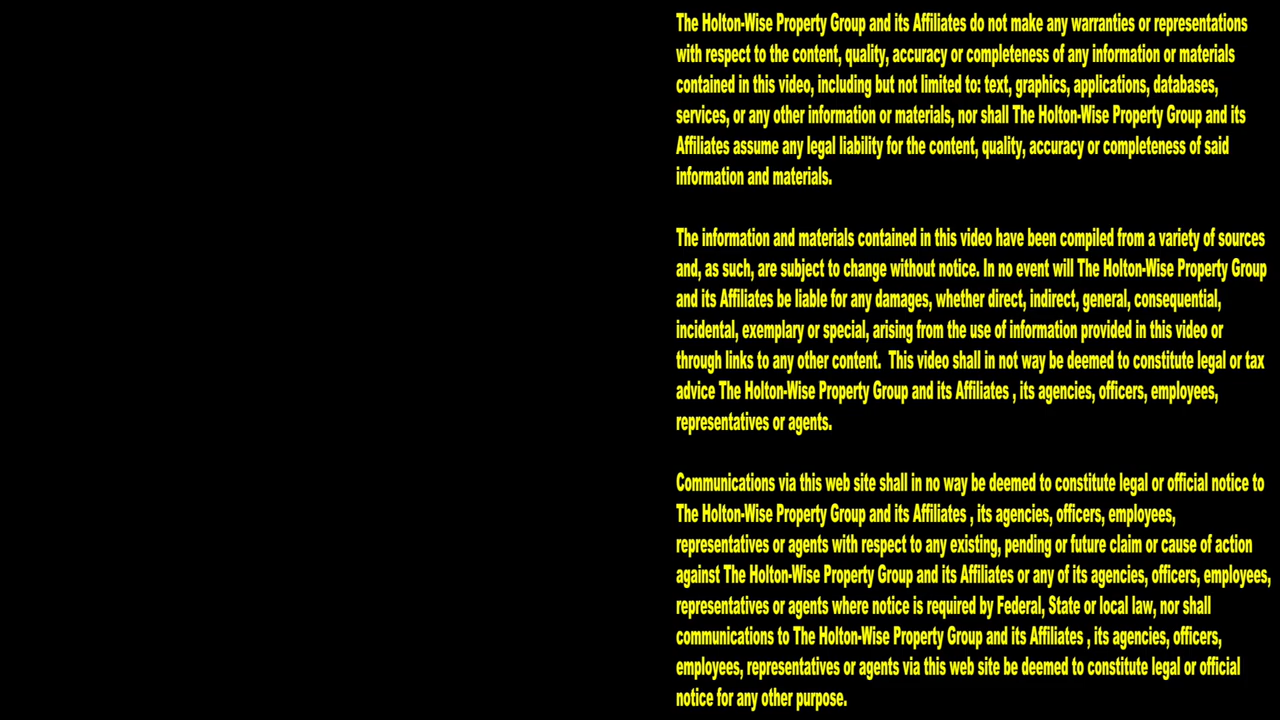 The Holton-Wise Property Group and its Affiliates do not make any warranties or representations
with respect to the content, quality, accuracy or completeness of any information or materials
contained in this video, including but not limited to: text, graphics, applications, databases,
services, or any other information or materials, nor shall The Holton-Wise Property Group and its
Affiliates assume any legal liability for the content, quality, accuracy or completeness of said
information and materials.
The information and materials contained in this video have been compiled from a variety of sources
and, as such, are subject to change without notice. In no event will The Holton-Wise Property Group
and its Affiliates be liable for any damages, whether direct, indirect, general, consequential,
incidental, exemplary or special, arising from the use of information provided in this video or
through links to any other content.  This video shall in not way be deemed to constitute legal or tax
advice The Holton-Wise Property Group and its Affiliates , its agencies, officers, employees,
representatives or agents.
Communications via this web site shall in no way be deemed to constitute legal or official notice to
The Holton-Wise Property Group and its Affiliates , its agencies, officers, employees,
representatives or agents with respect to any existing, pending or future claim or cause of action
against The Holton-Wise Property Group and its Affiliates or any of its agencies, officers, employees,
representatives or agents where notice is required by Federal, State or local law, nor shall
communications to The Holton-Wise Property Group and its Affiliates , its agencies, officers,
employees, representatives or agents via this web site be deemed to constitute legal or official
notice for any other purpose.